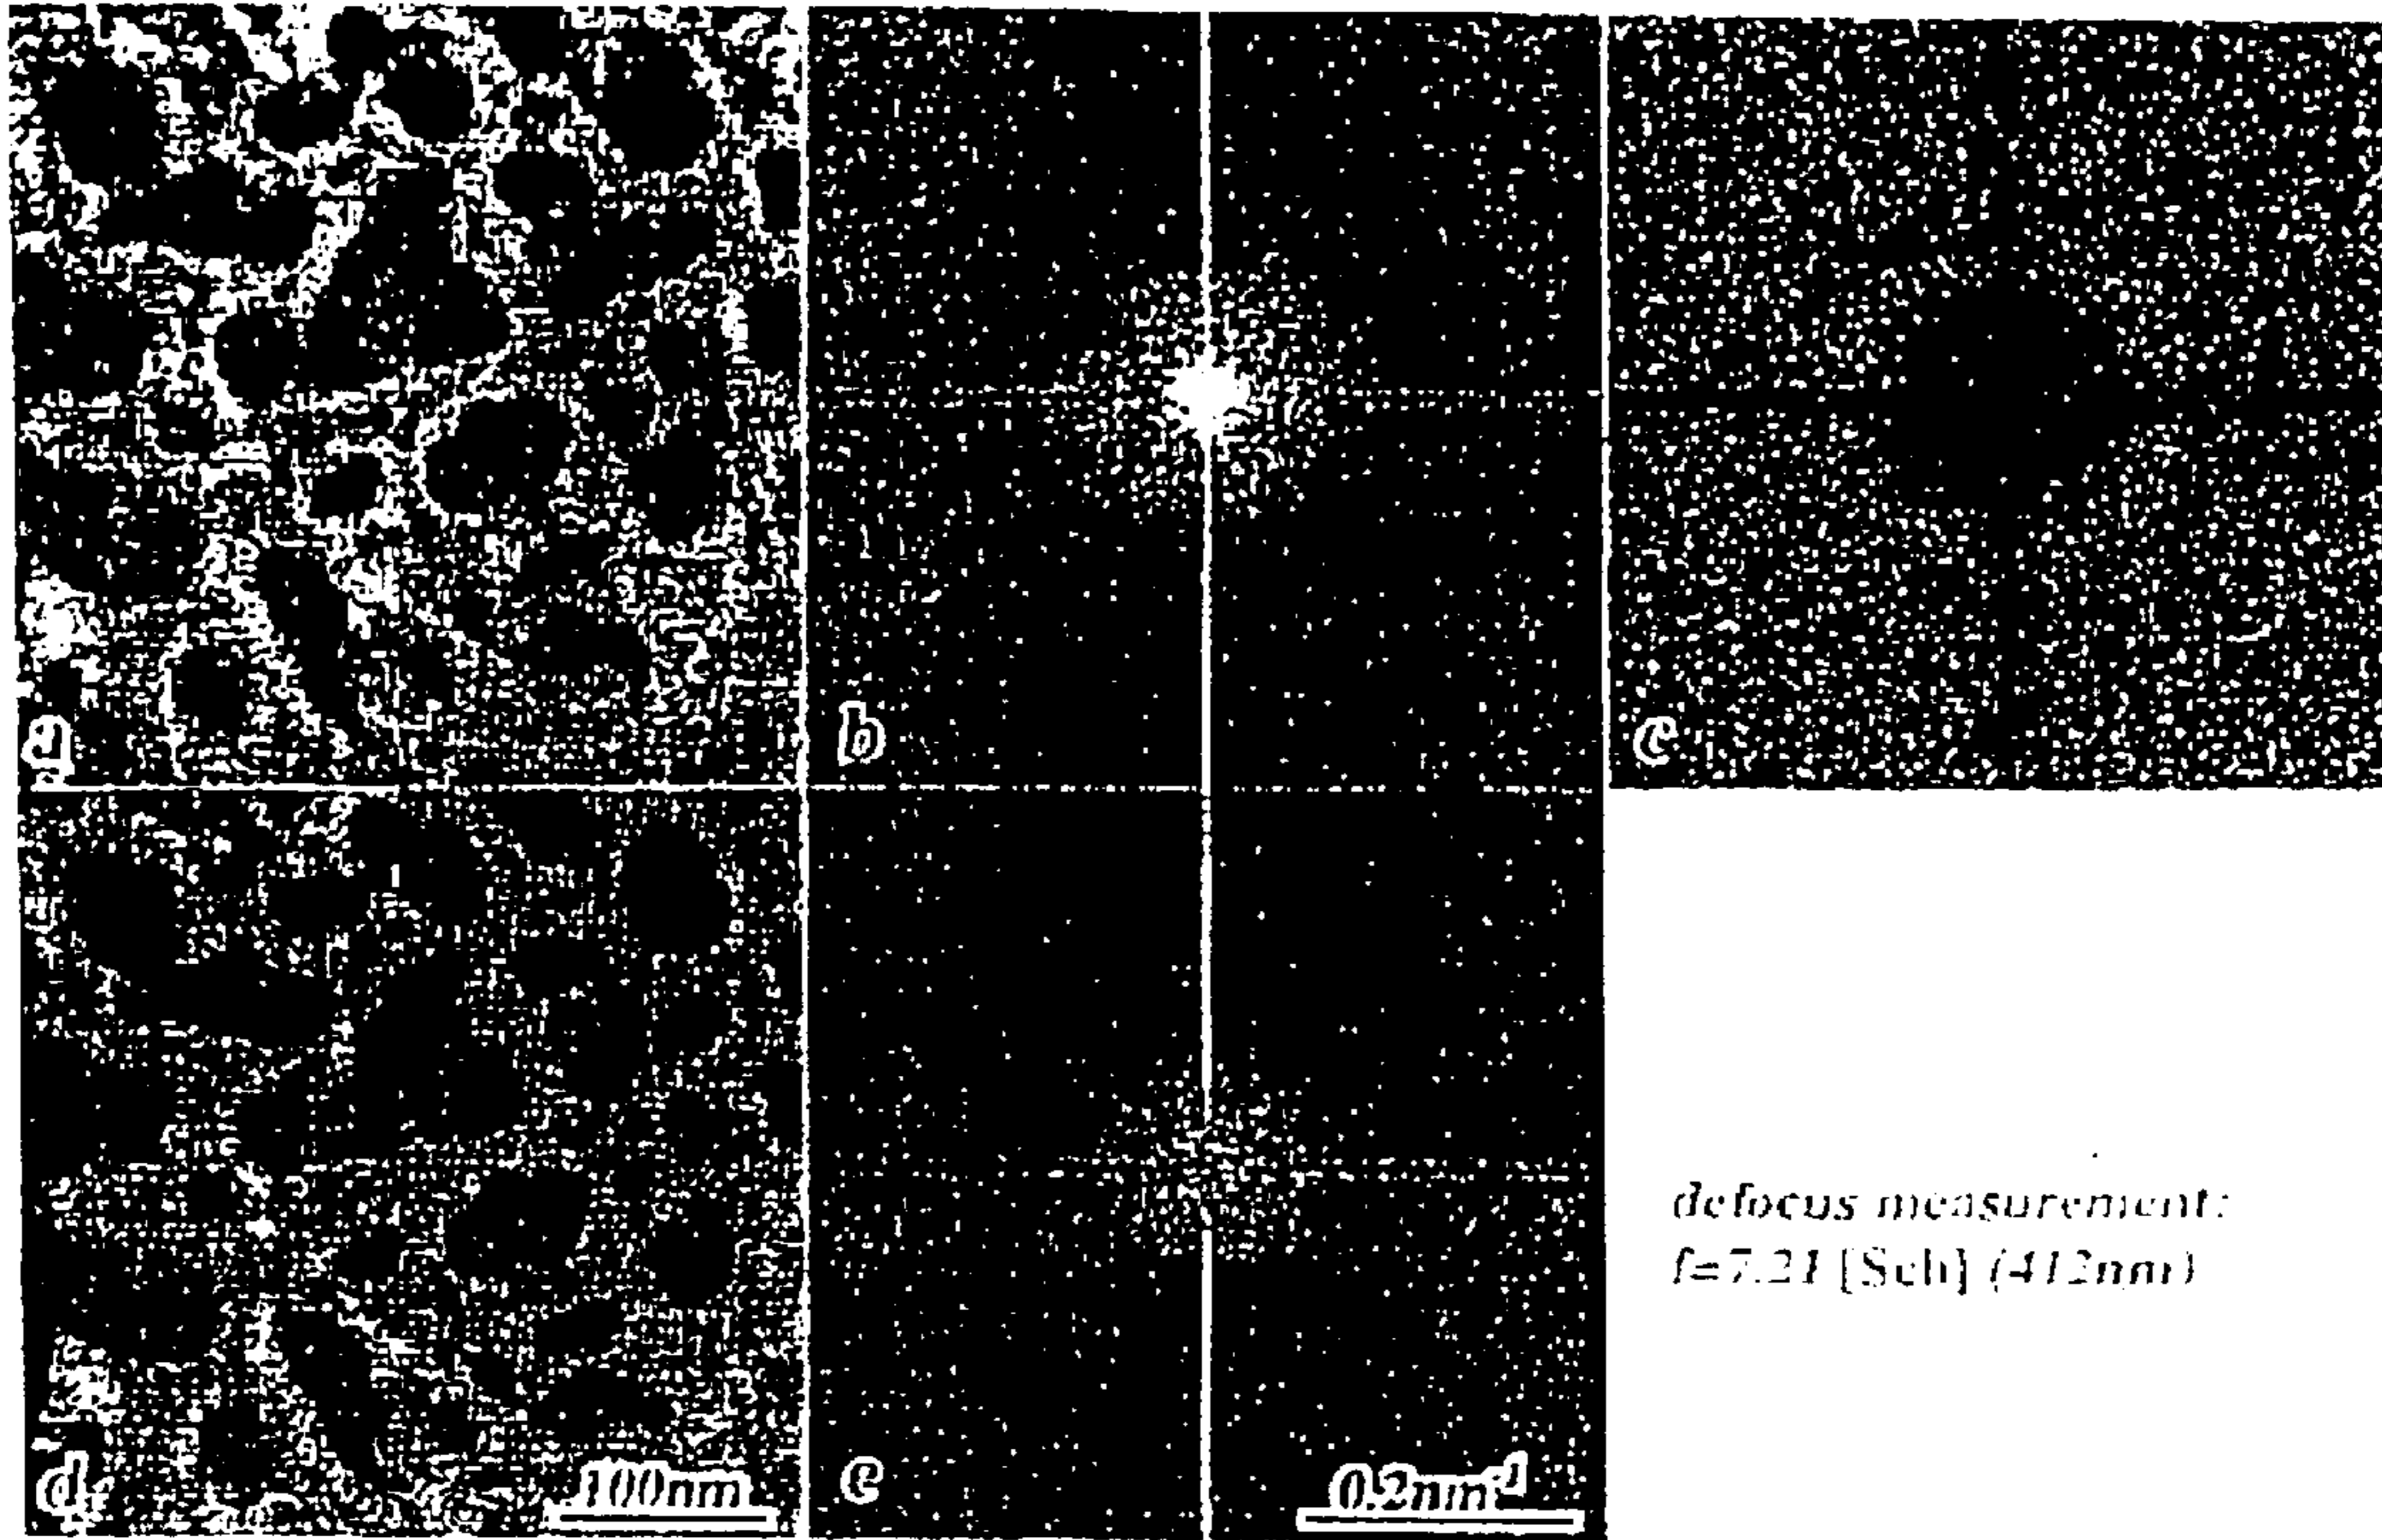 a
b
c
d
100nm
e
0.2nm-1
defocus measurement:
f=7.21 [Sch] (412nm)